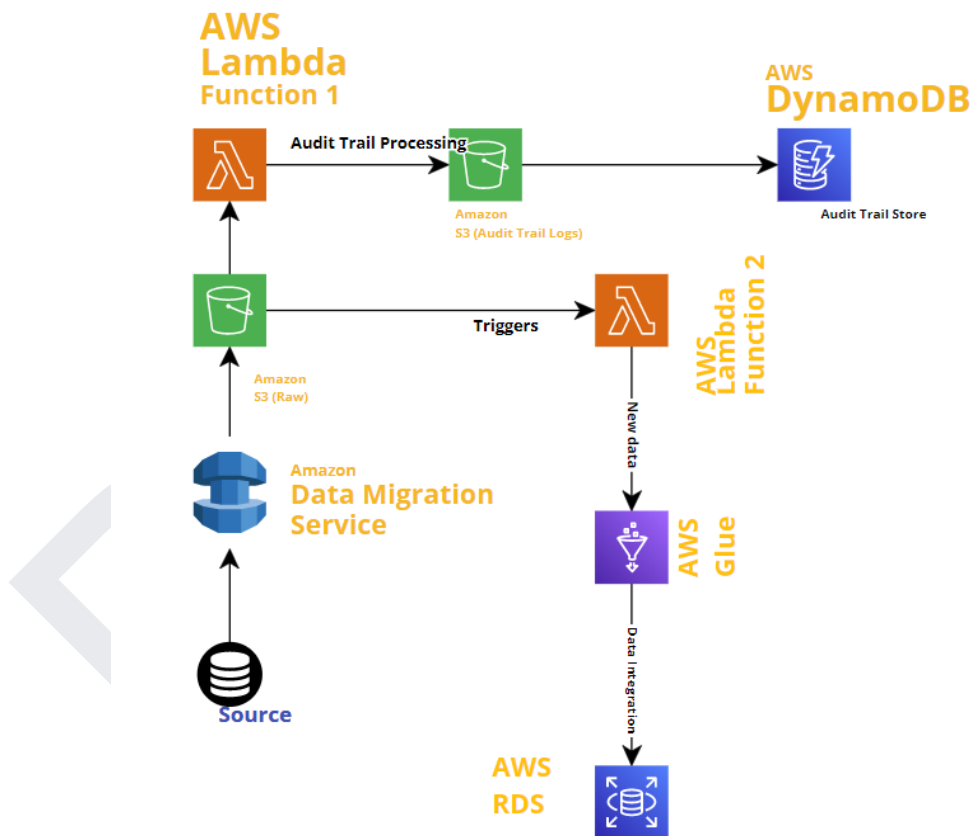 AWS
Lambda
Function 1
AWS
DynamoDB
Audit Trail Processing
Amazon
S3 (Audit Trail Logs)
Audit Trail Store
Triggers
AWS
Lambda
Function 2
Amazon
S3 (Raw)
New data
Amazon
Data Migration
Service
AWS
Glue
Data Integration
Source
AWS
RDS